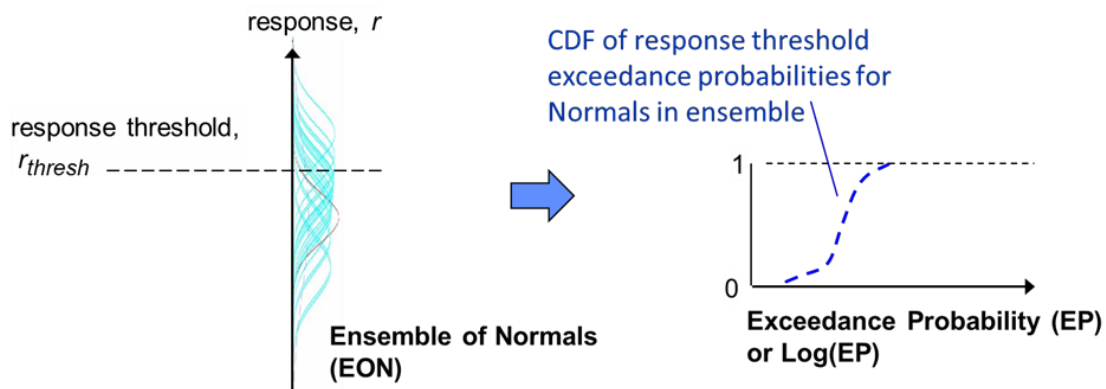 response, r
response threshold,
r_thresh
Ensemble of Normals
(EON)
CDF of response threshold
exceedance probabilities for
Normals in ensemble
1
0
Exceedance Probability (EP)
or Log(EP)